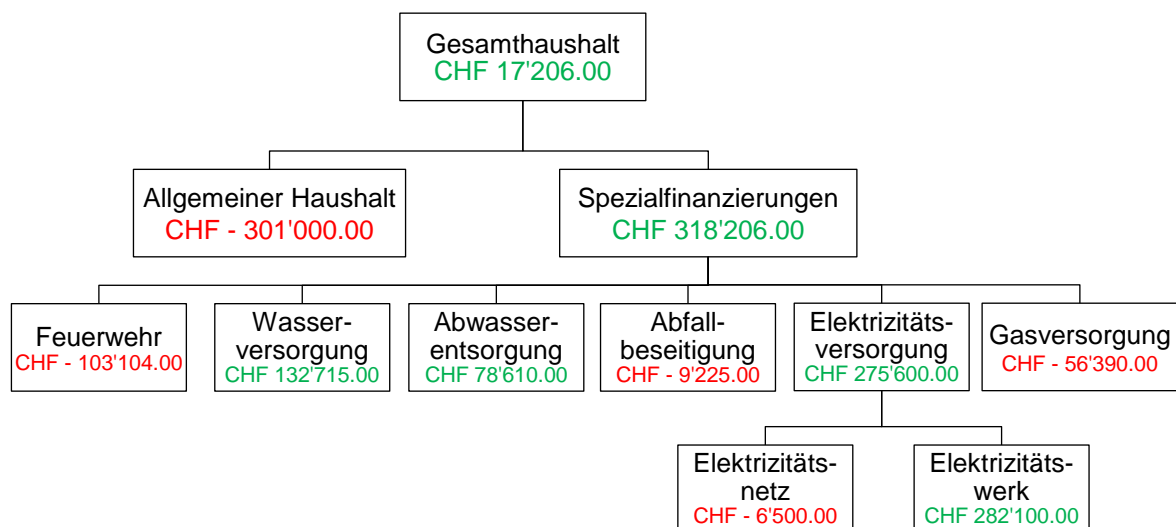 Gesamthaushalt
CHF 17'206.00
Allgemeiner Haushalt
CHF - 301'000.00
Spezialfinanzierungen
CHF 318'206.00
Feuerwehr
CHF - 103'104.00
Wasser-
versorgung
CHF 132'715.00
Abwasser-
entsorgung
CHF 78'610.00
Abfall-
beseitigung
CHF - 9'225.00
Elektrizitäts-
versorgung
CHF 275'600.00
Gasversorgung
CHF - 56'390.00
Elektrizitäts-
netz
CHF - 6'500.00
Elektrizitäts-
werk
CHF 282'100.00